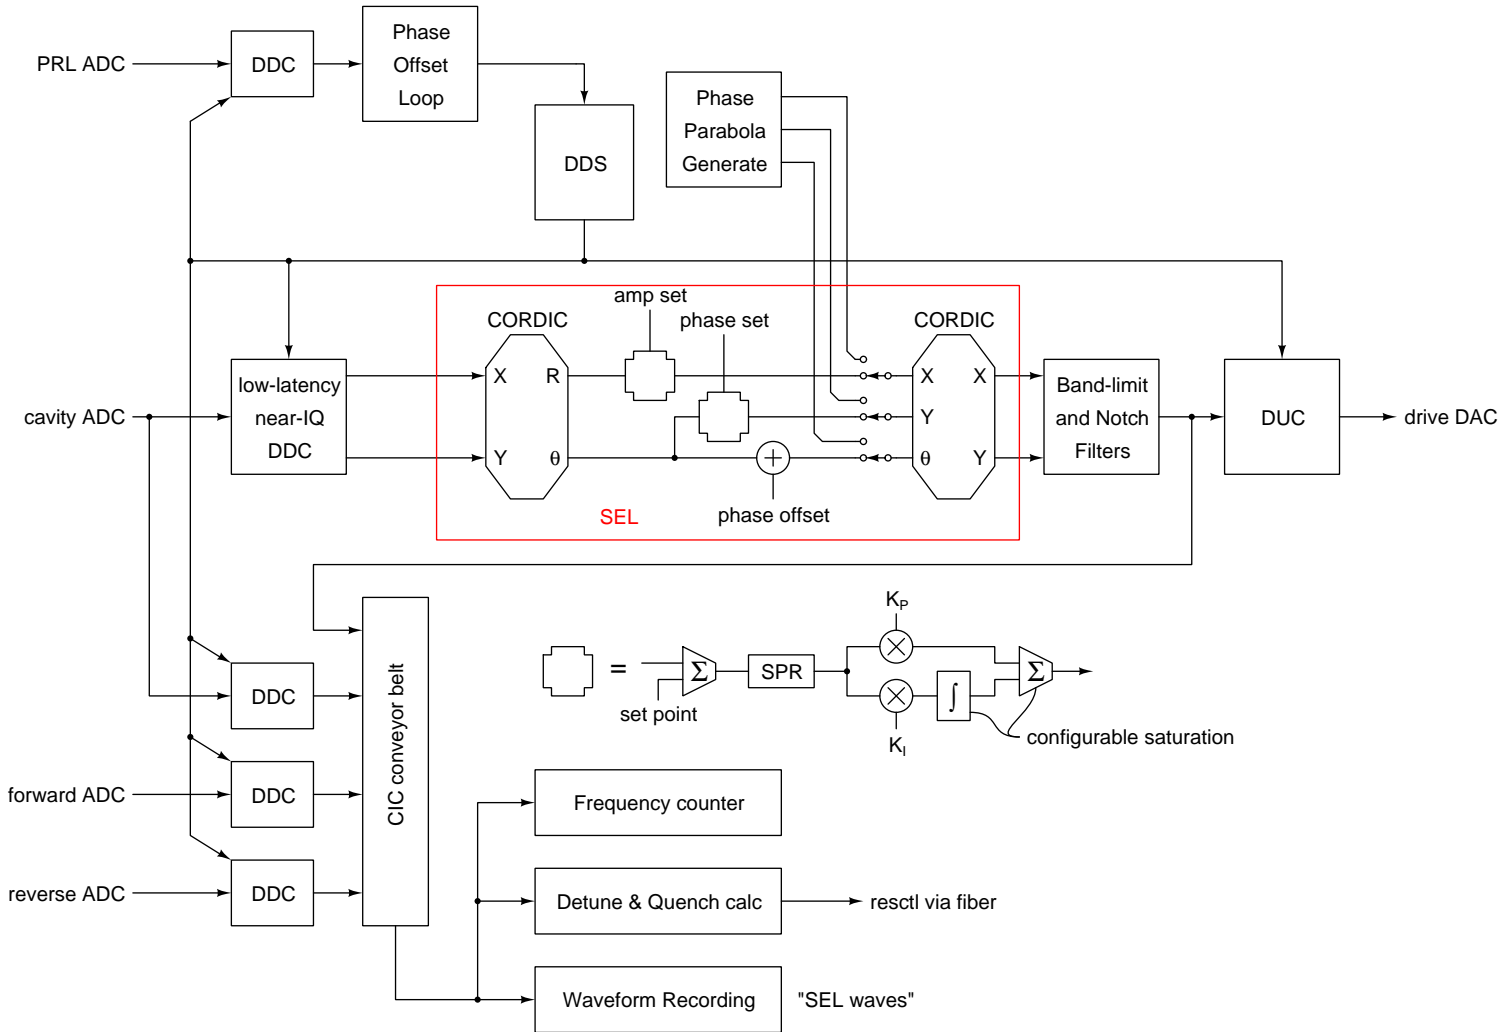 PRL ADC
DDC
Phase
Offset
Loop
DDS
Phase
Parabola
Generate
amp set
phase set
CORDIC
CORDIC
cavity ADC
low-latency
near-IQ
DDC
X
R
Y
θ
phase offset
SEL
X
Y
θ
X
Y
Band-limit
and Notch
Filters
DUC
drive DAC
DDC
forward ADC
DDC
reverse ADC
DDC
CIC conveyor belt
=
Σ
set point
SPR
K_P
×
K_I
×
∫
Σ
configurable saturation
Frequency counter
Detune & Quench calc
resctl via fiber
Waveform Recording
"SEL waves"